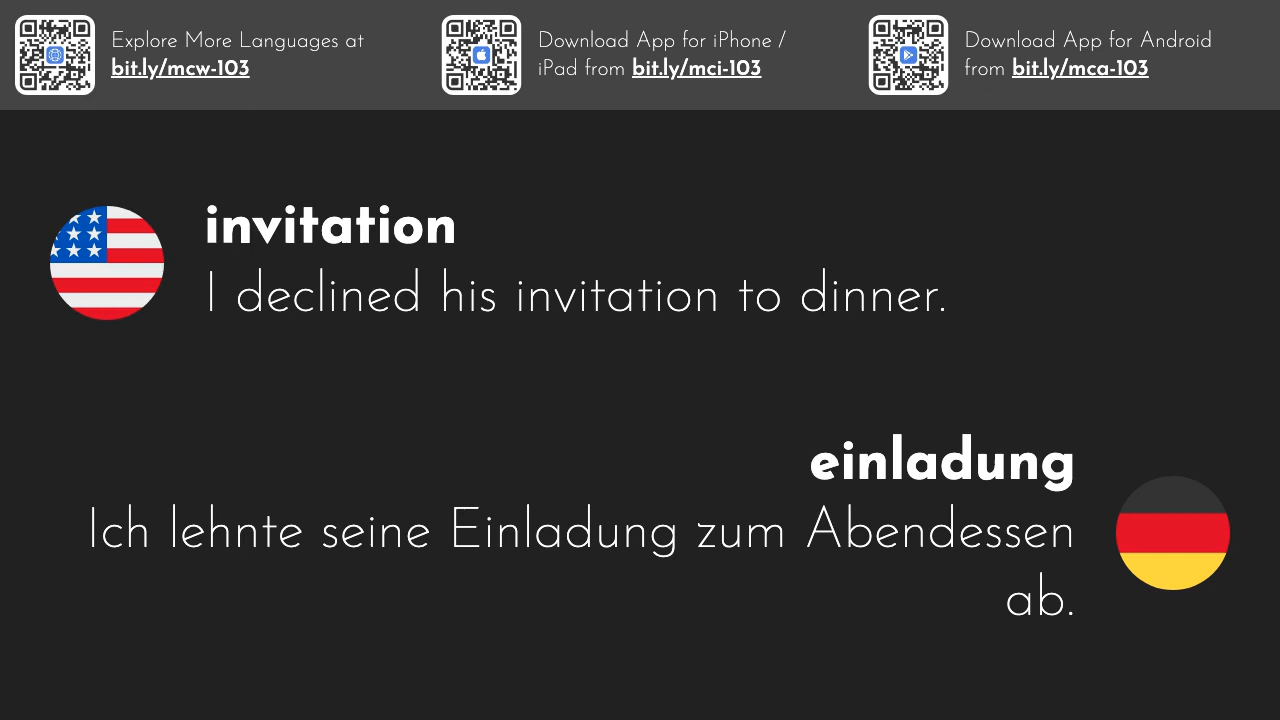 Explore More Languages at
bit.ly/mcw-103
Download App for iPhone /
iPad from bit.ly/mci-103
Download App for Android
from bit.ly/mca-103
invitation
I declined his invitation to dinner.
einladung
Ich lehnte seine Einladung zum Abendessen
ab.